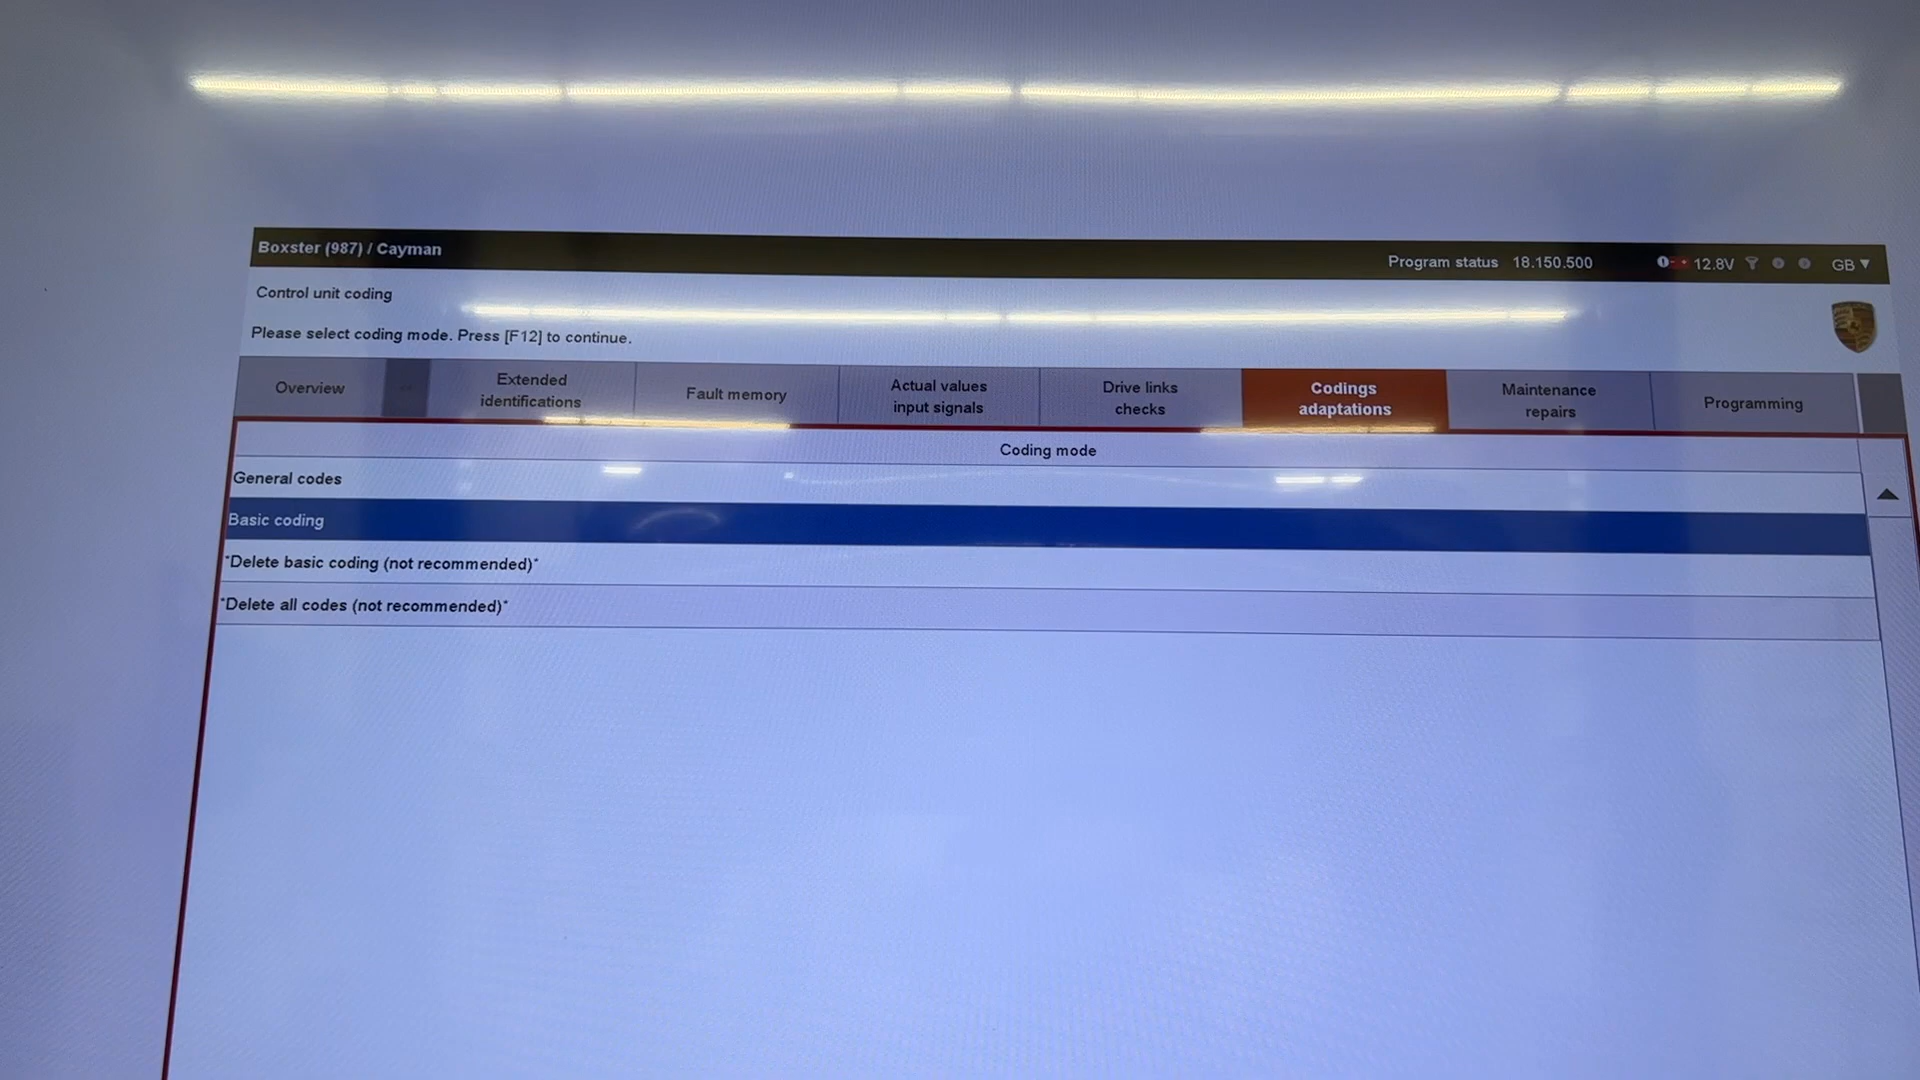 Boxster (987) / Cayman
Program status 18.150.500
12.8V
GB
Control unit coding
Please select coding mode. Press [F12] to continue.
Overview
Extended
identifications
Fault memory
Actual values
input signals
Drive links
checks
Codings
adaptations
Maintenance
repairs
Programming
Coding mode
General codes
Basic coding
*Delete basic coding (not recommended)*
*Delete all codes (not recommended)*